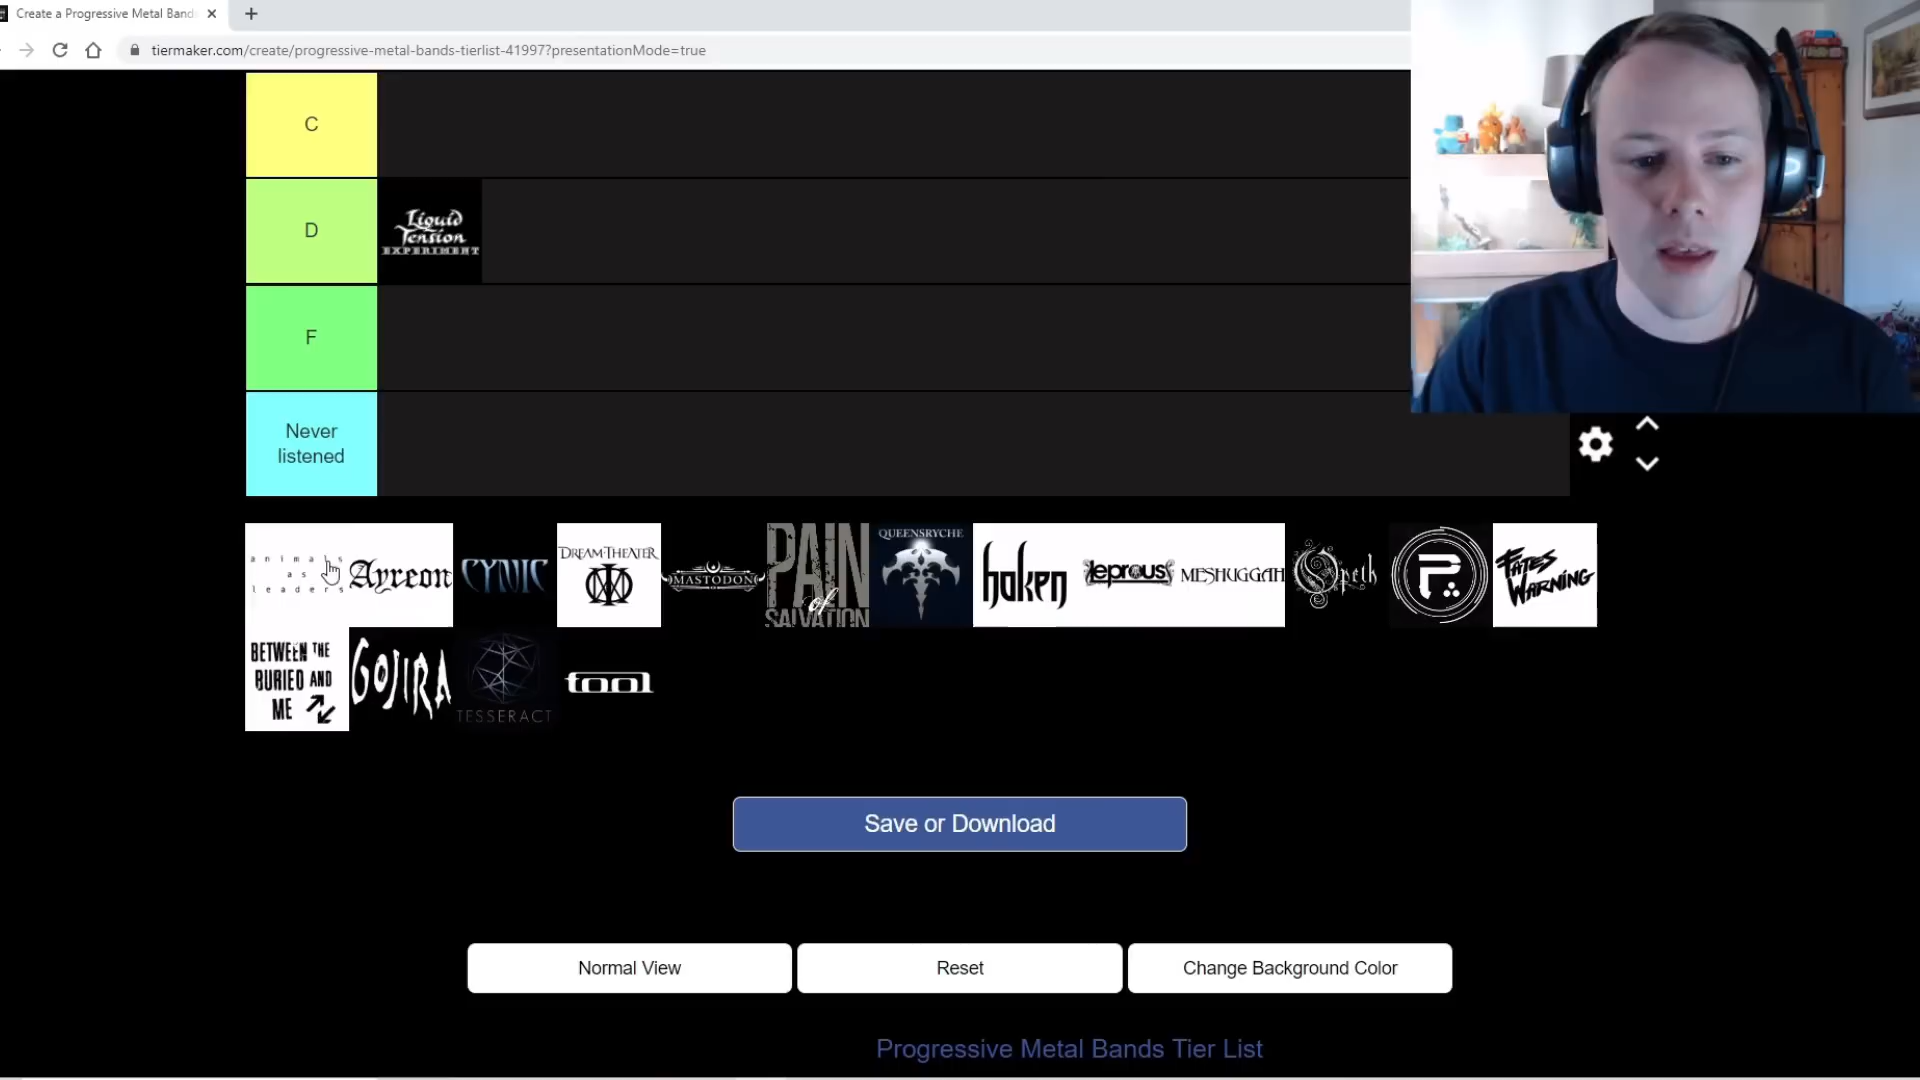 Create a Progressive Metal Band
tiermaker.com/create/progressive-metal-bands-tierlist-41997?presentationMode=true
C
D
Liquid
Tension
EXPERIMENT
F
Never
listened
animals
as
leaders
Ayreon
CYNIC
DREAM THEATER
MASTODON
PAIN
of
SALVATION
QUEENSRYCHE
haken
leprous
MESHUGGAH
Opeth
P
FATES
WARNING
BETWEEN THE
BURIED AND
ME
GOJIRA
TESSERACT
tool
Save or Download
Normal View
Reset
Change Background Color
Progressive Metal Bands Tier List